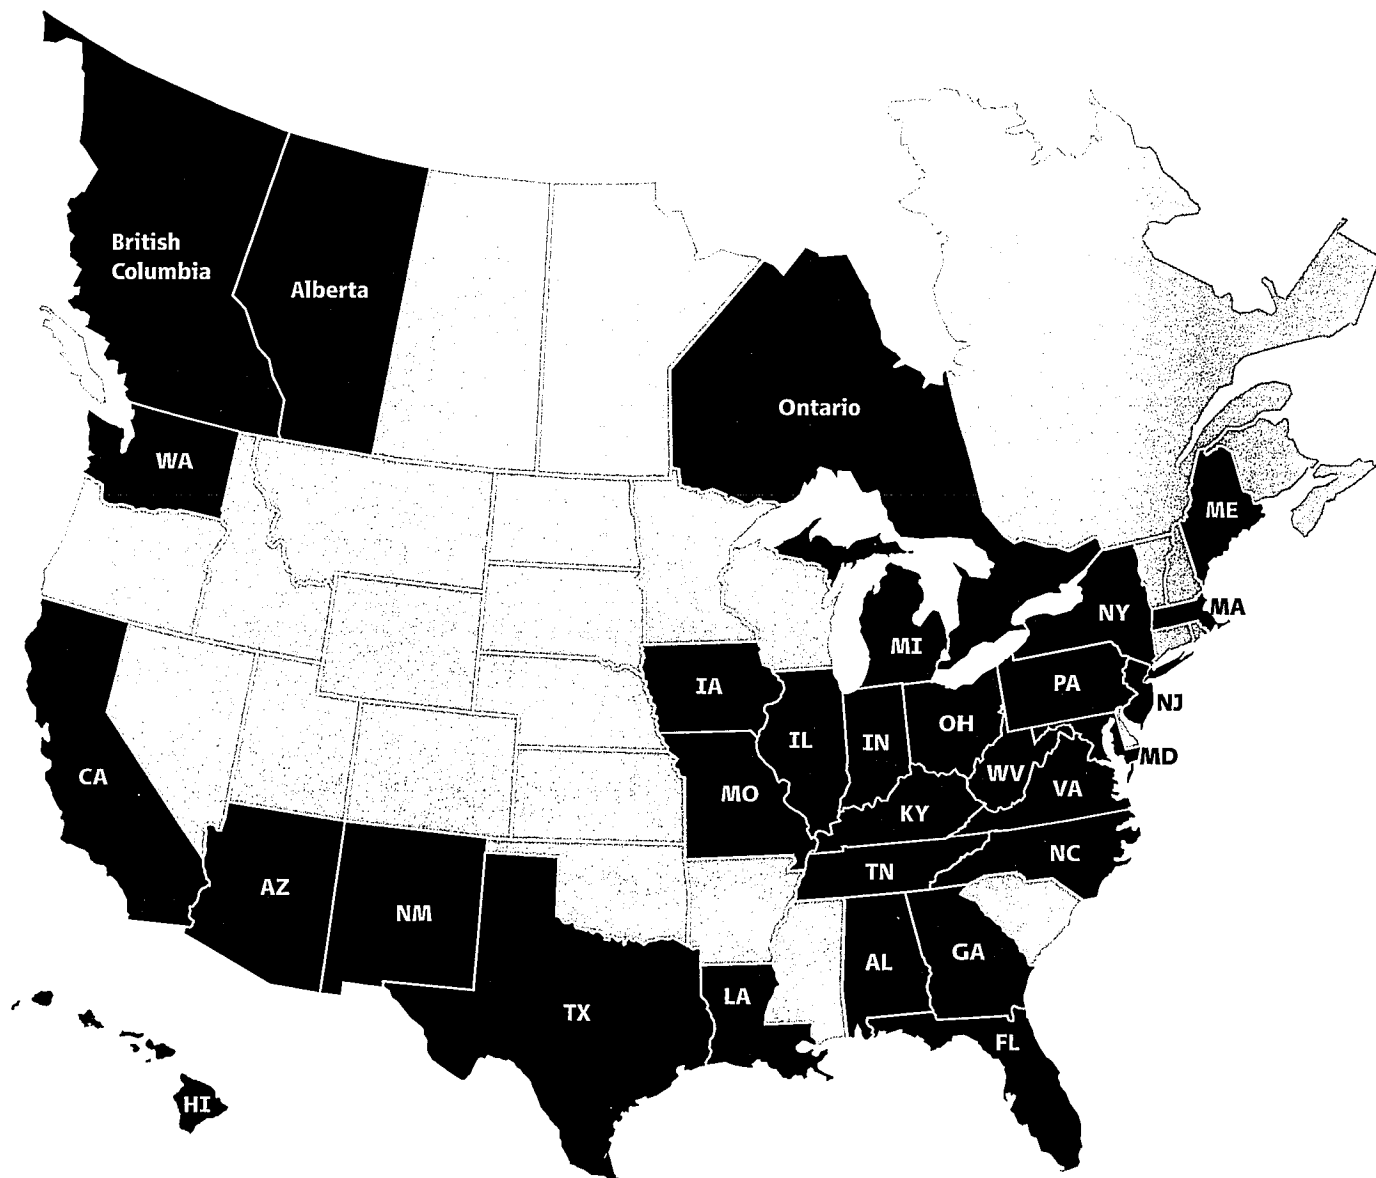 British
Columbia
Alberta
Ontario
WA
ME
NY
MA
MI
IA
PA
NJ
OH
IL
IN
WV
MD
CA
MO
VA
KY
NC
TN
AZ
NM
AL
GA
LA
TX
FL
HI